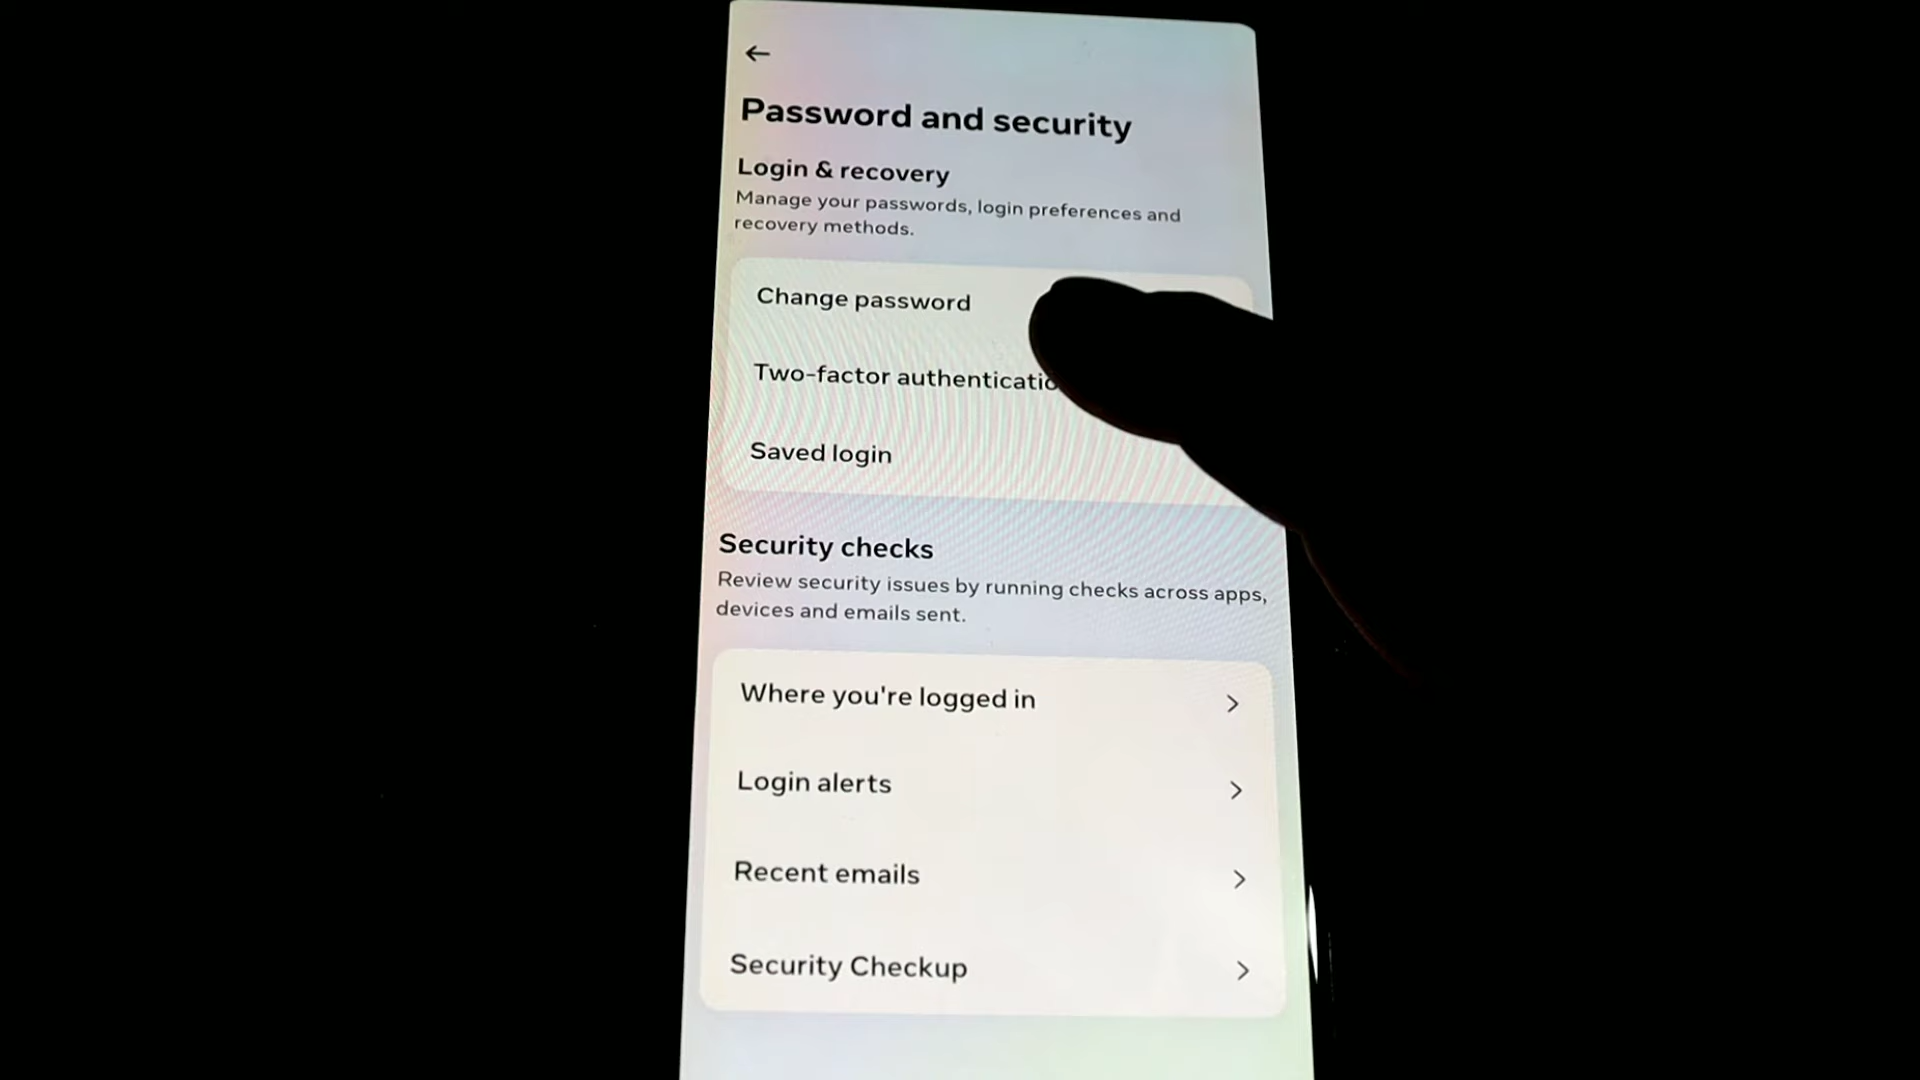 Password and security
Login & recovery
Manage your passwords, login preferences and
recovery methods.
Change password
Two-factor authenticatio
Saved login
Security checks
Review security issues by running checks across apps,
devices and emails sent.
Where you're logged in
Login alerts
Recent emails
Security Checkup